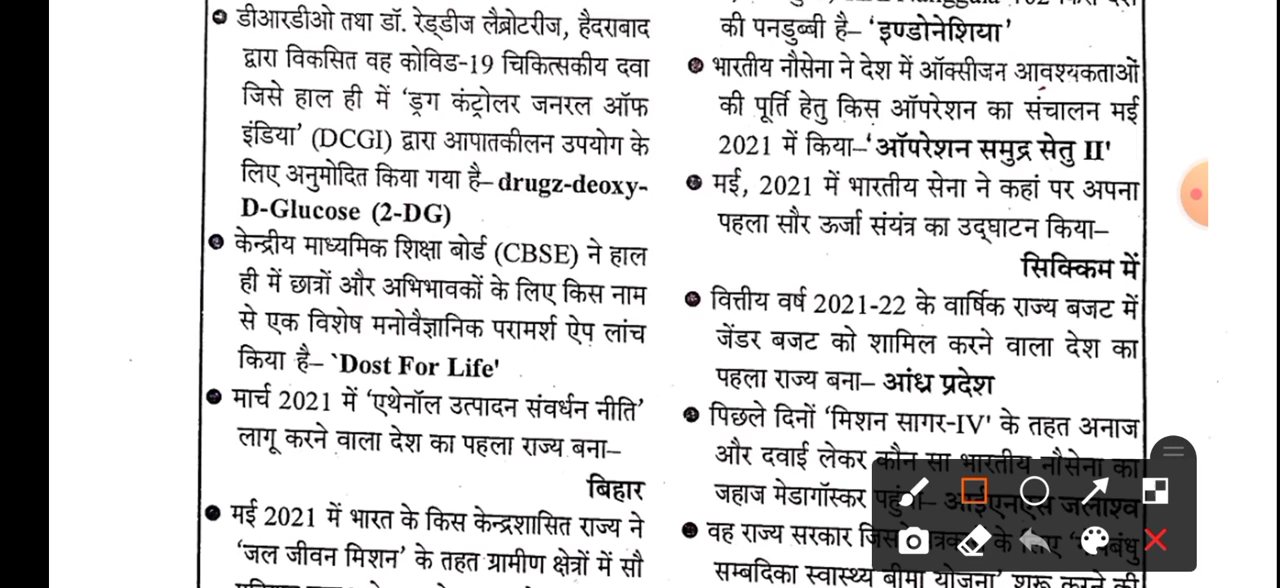 डीआरडीओ तथा डॉ. रेड्डीज लैब्रोटरीज, हैदराबाद
द्वारा विकसित वह कोविड-19 चिकित्सकीय दवा
जिसे हाल ही में ‘ड्रग कंट्रोलर जनरल ऑफ
इंडिया’ (DCGI) द्वारा आपातकीलन उपयोग के
लिए अनुमोदित किया गया है– drugz-deoxy-
D-Glucose (2-DG)
केन्द्रीय माध्यमिक शिक्षा बोर्ड (CBSE) ने हाल
ही में छात्रों और अभिभावकों के लिए किस नाम
से एक विशेष मनोवैज्ञानिक परामर्श ऐप लांच
किया है– `Dost For Life'
मार्च 2021 में ‘एथेनॉल उत्पादन संवर्धन नीति’
लागू करने वाला देश का पहला राज्य बना–
बिहार
मई 2021 में भारत के किस केन्द्रशासित राज्य ने
‘जल जीवन मिशन’ के तहत ग्रामीण क्षेत्रों में सौ
की पनडुब्बी है– ‘इण्डोनेशिया’
भारतीय नौसेना ने देश में ऑक्सीजन आवश्यकताओं
की पूर्ति हेतु किस ऑपरेशन का संचालन मई
2021 में किया–‘ऑपरेशन समुद्र सेतु II'
मई, 2021 में भारतीय सेना ने कहां पर अपना
पहला सौर ऊर्जा संयंत्र का उद्घाटन किया–
सिक्किम में
वित्तीय वर्ष 2021-22 के वार्षिक राज्य बजट में
जेंडर बजट को शामिल करने वाला देश का
पहला राज्य बना– आंध्र प्रदेश
पिछले दिनों ‘मिशन सागर-IV' के तहत अनाज
और दवाई लेकर कौन सा भारतीय नौसेना का
जहाज मेडागॉस्कर पहुंचा– आईएनएस जलाश्व
वह राज्य सरकार के लिए
सम्बदिका स्वास्थ्य बीमा योजना’ शुरू करने की